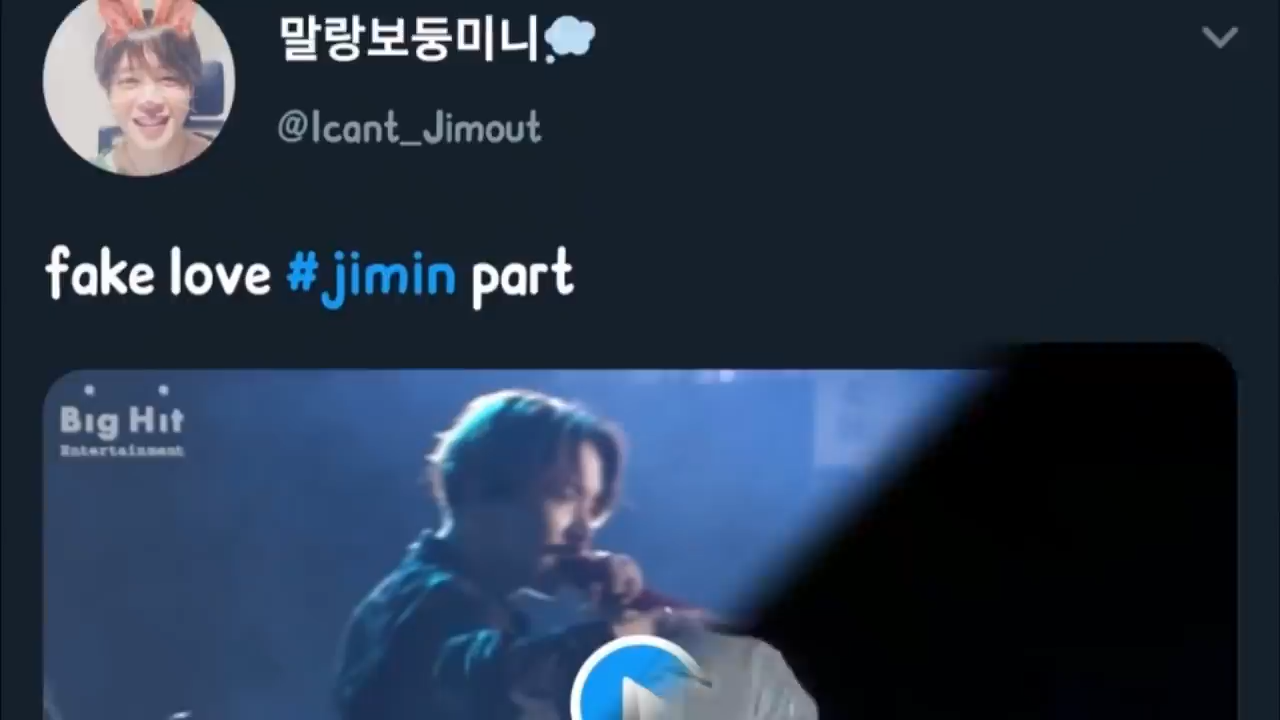 말랑보둥미니
@Icant_Jimout
fake love #jimin part
Big Hit
Entertainment